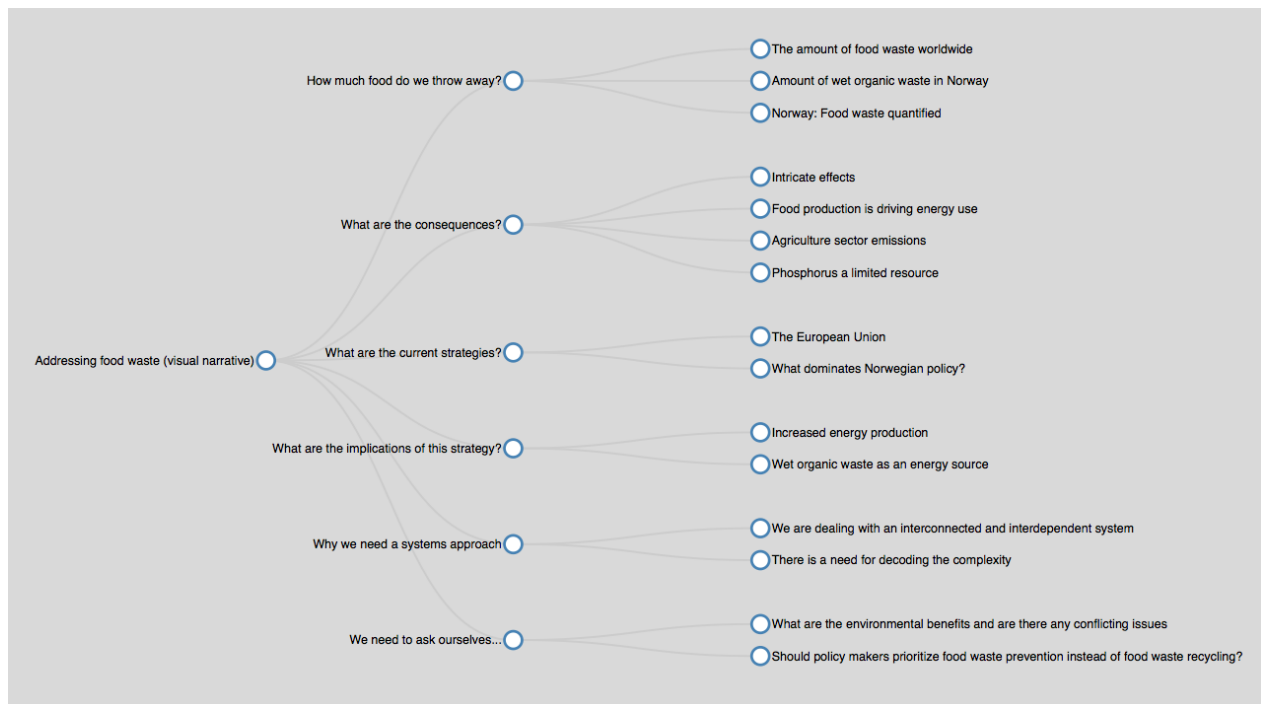 Addressing food waste (visual narrative)
How much food do we throw away?
The amount of food waste worldwide
Amount of wet organic waste in Norway
Norway: Food waste quantified
What are the consequences?
Intricate effects
Food production is driving energy use
Agriculture sector emissions
Phosphorus a limited resource
What are the current strategies?
The European Union
What dominates Norwegian policy?
What are the implications of this strategy?
Increased energy production
Wet organic waste as an energy source
Why we need a systems approach
We are dealing with an interconnected and interdependent system
There is a need for decoding the complexity
We need to ask ourselves...
What are the environmental benefits and are there any conflicting issues
Should policy makers prioritize food waste prevention instead of food waste recycling?